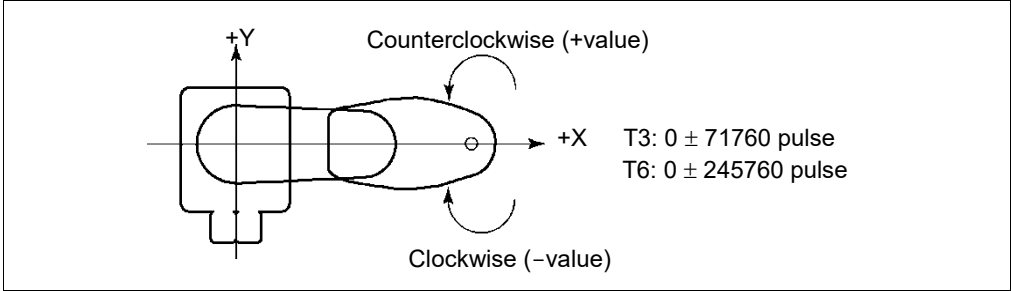 +Y
Counterclockwise (+value)
+X
T3: 0 ± 71760 pulse
T6: 0 ± 245760 pulse
Clockwise (−value)